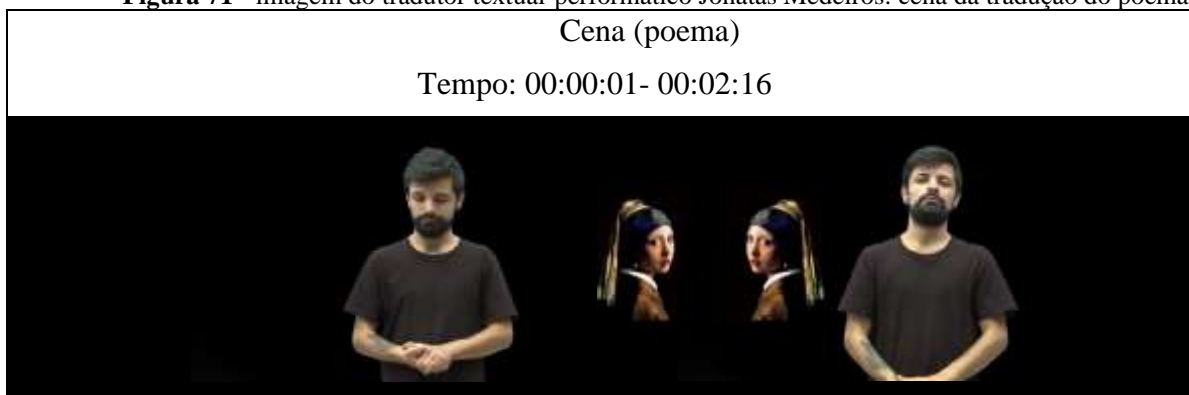 Figura 71 - Imagem do tradutor textual performático Jonatas Medeiros: cena da tradução do poema
Cena (poema)
Tempo: 00:00:01- 00:02:16